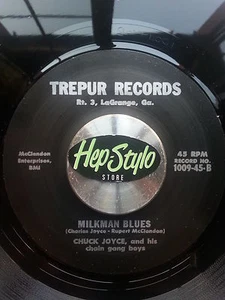 TREPUR RECORDS
Rt. 3, LaGrange, Ga.
McClendon
Enterprises,
BMI
45 RPM
RECORD NO.
1009-45-B
Hep-Stylo
STORE
MILKMAN BLUES
(Charles Joyce - Rupert McClendon)
CHUCK JOYCE, and his
chain gang boys